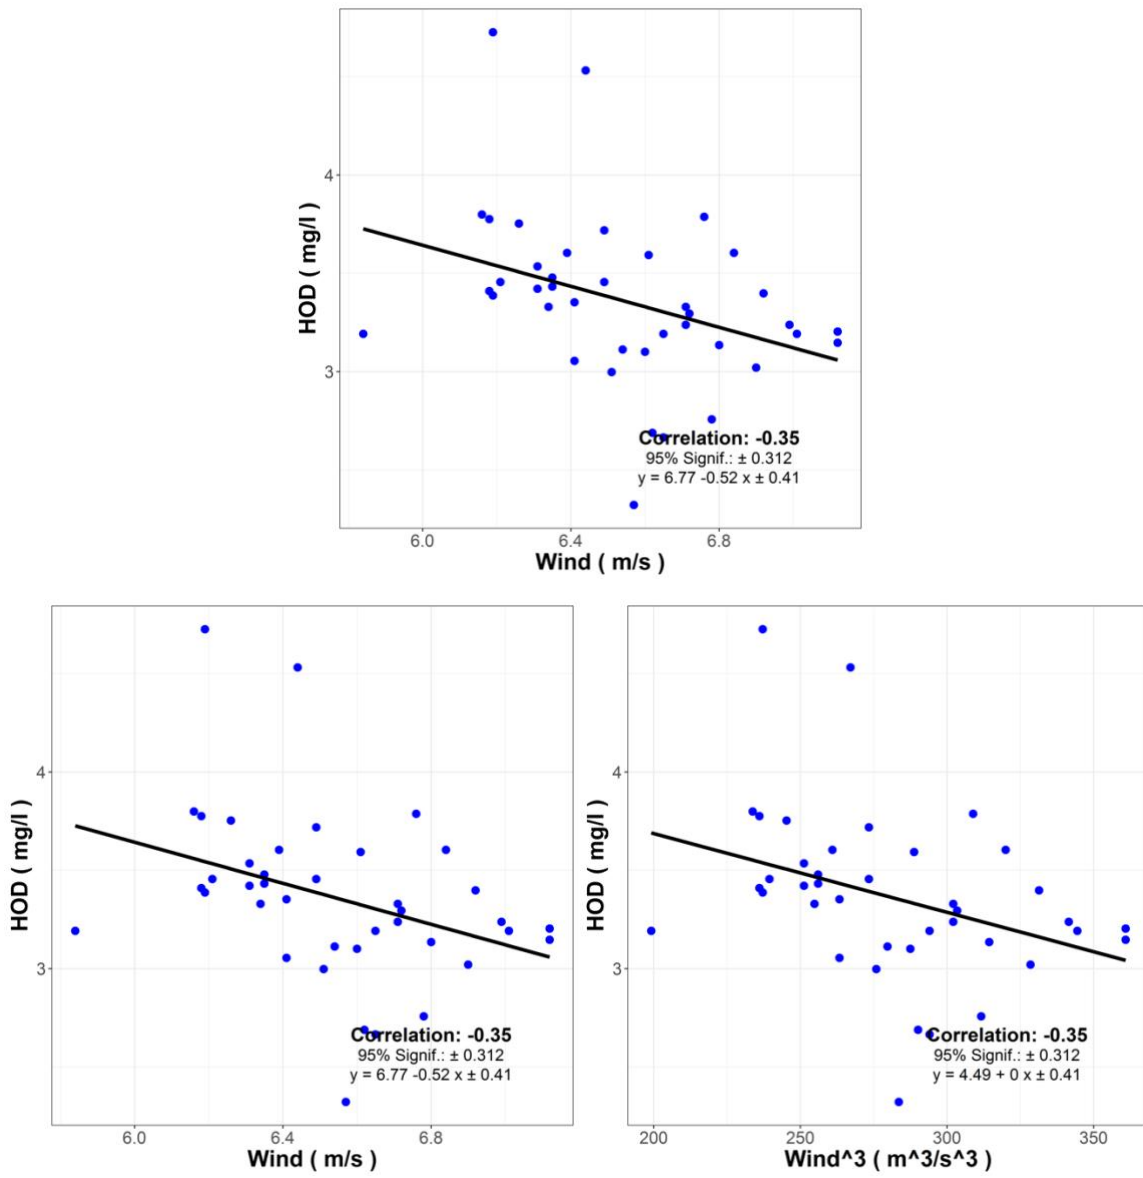 4
3
HOD ( mg/l )
Correlation: -0.35
95% Signif.: ± 0.312
y = 6.77 -0.52 x ± 0.41
6.0 6.4 6.8
Wind ( m/s )
4
3
HOD ( mg/l )
Correlation: -0.35
95% Signif.: ± 0.312
y = 6.77 -0.52 x ± 0.41
6.0 6.4 6.8
Wind ( m/s )
4
3
HOD ( mg/l )
Correlation: -0.35
95% Signif.: ± 0.312
y = 4.49 + 0 x ± 0.41
200 250 300 350
Wind^3 ( m^3/s^3 )